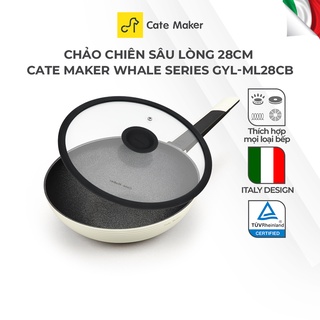 Cate Maker
CHẢO CHIÊN SÂU LÒNG 28CM
CATE MAKER WHALE SERIES GYL-ML28CB
Thích hợp
mọi loại bếp
ITALY DESIGN
TÜVRheinland
CERTIFIED